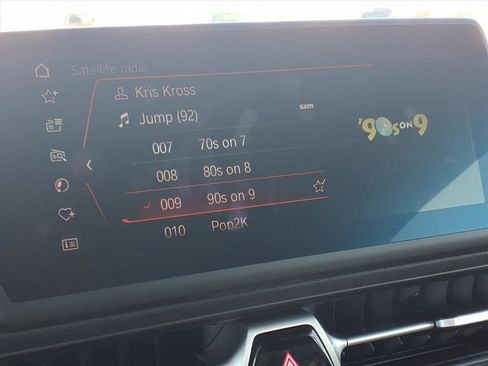 Satellite radio
Kris Kross
Jump (92)
sxm
'90s ON 9
007 70s on 7
008 80s on 8
009 90s on 9
010 Pop2K